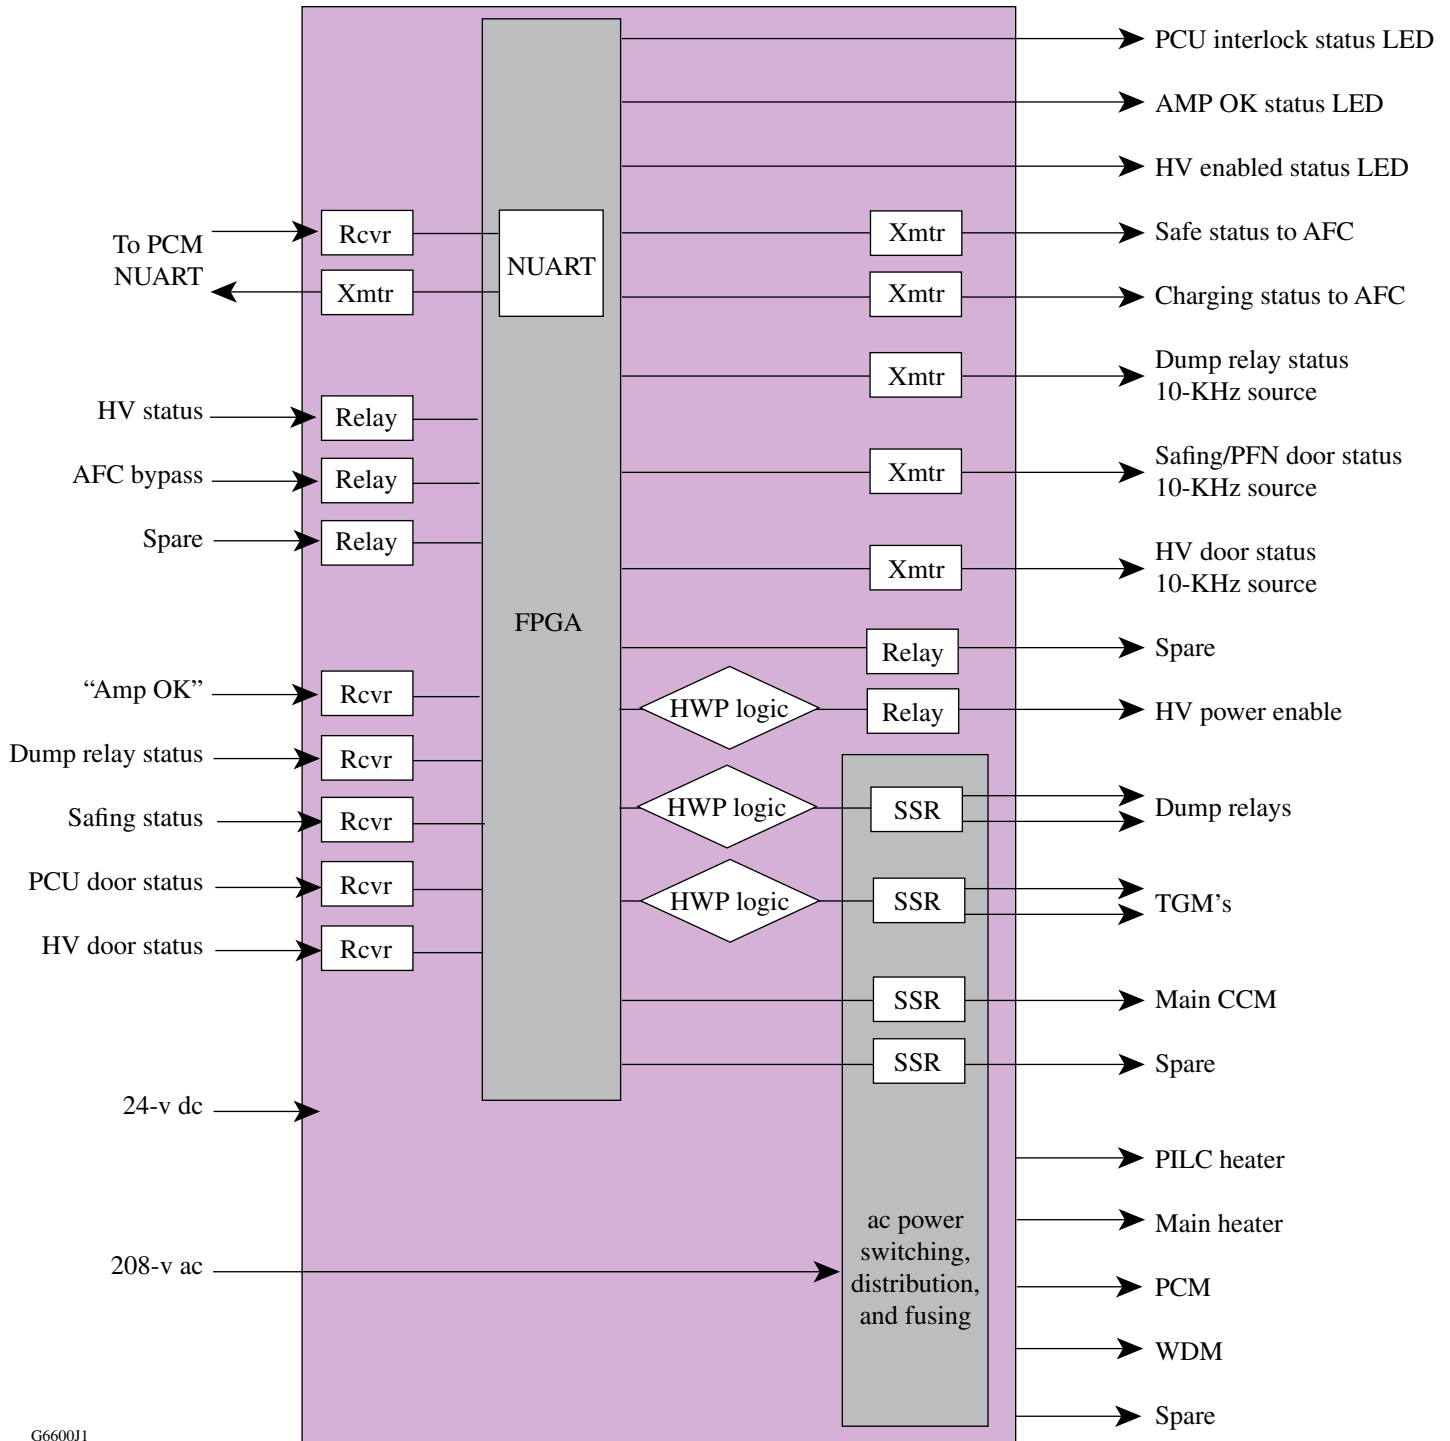 PCU interlock status LED
AMP OK status LED
HV enabled status LED
To PCM
NUART
Rcvr
Xmtr
NUART
Xmtr
Safe status to AFC
Xmtr
Charging status to AFC
Xmtr
Dump relay status
10-KHz source
HV status
Relay
AFC bypass
Relay
Spare
Relay
Xmtr
Safing/PFN door status
10-KHz source
Xmtr
HV door status
10-KHz source
FPGA
Relay
Spare
"Amp OK"
Rcvr
HWP logic
Relay
HV power enable
Dump relay status
Rcvr
Safing status
Rcvr
HWP logic
SSR
Dump relays
PCU door status
Rcvr
HWP logic
SSR
TGM's
HV door status
Rcvr
SSR
Main CCM
SSR
Spare
24-v dc
208-v ac
ac power
switching,
distribution,
and fusing
PILC heater
Main heater
PCM
WDM
Spare
G6600J1